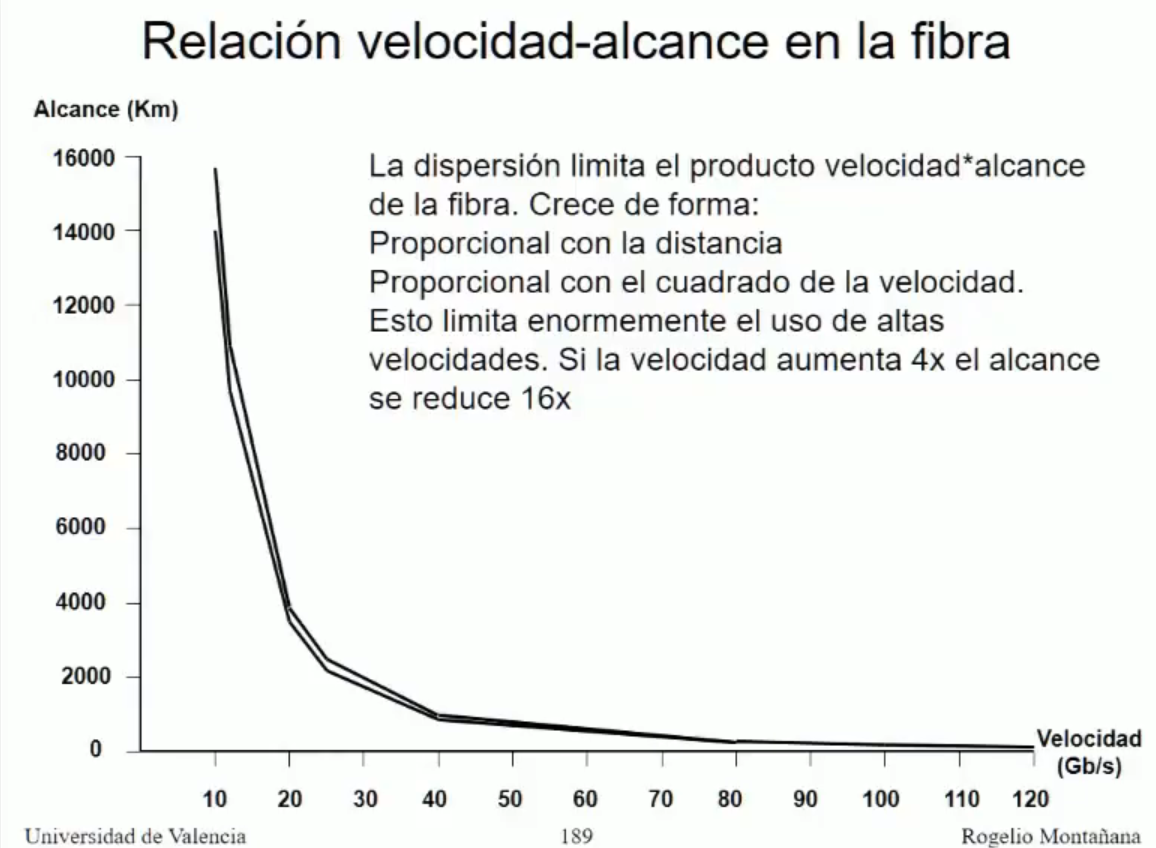 Relación velocidad-alcance en la fibra
Alcance (Km)
16000
14000
12000
10000
8000
6000
4000
2000
0
La dispersión limita el producto velocidad*alcance
de la fibra. Crece de forma:
Proporcional con la distancia
Proporcional con el cuadrado de la velocidad.
Esto limita enormemente el uso de altas
velocidades. Si la velocidad aumenta 4x el alcance
se reduce 16x
Velocidad
(Gb/s)
10 20 30 40 50 60 70 80 90 100 110 120
Universidad de Valencia 189 Rogelio Montañana